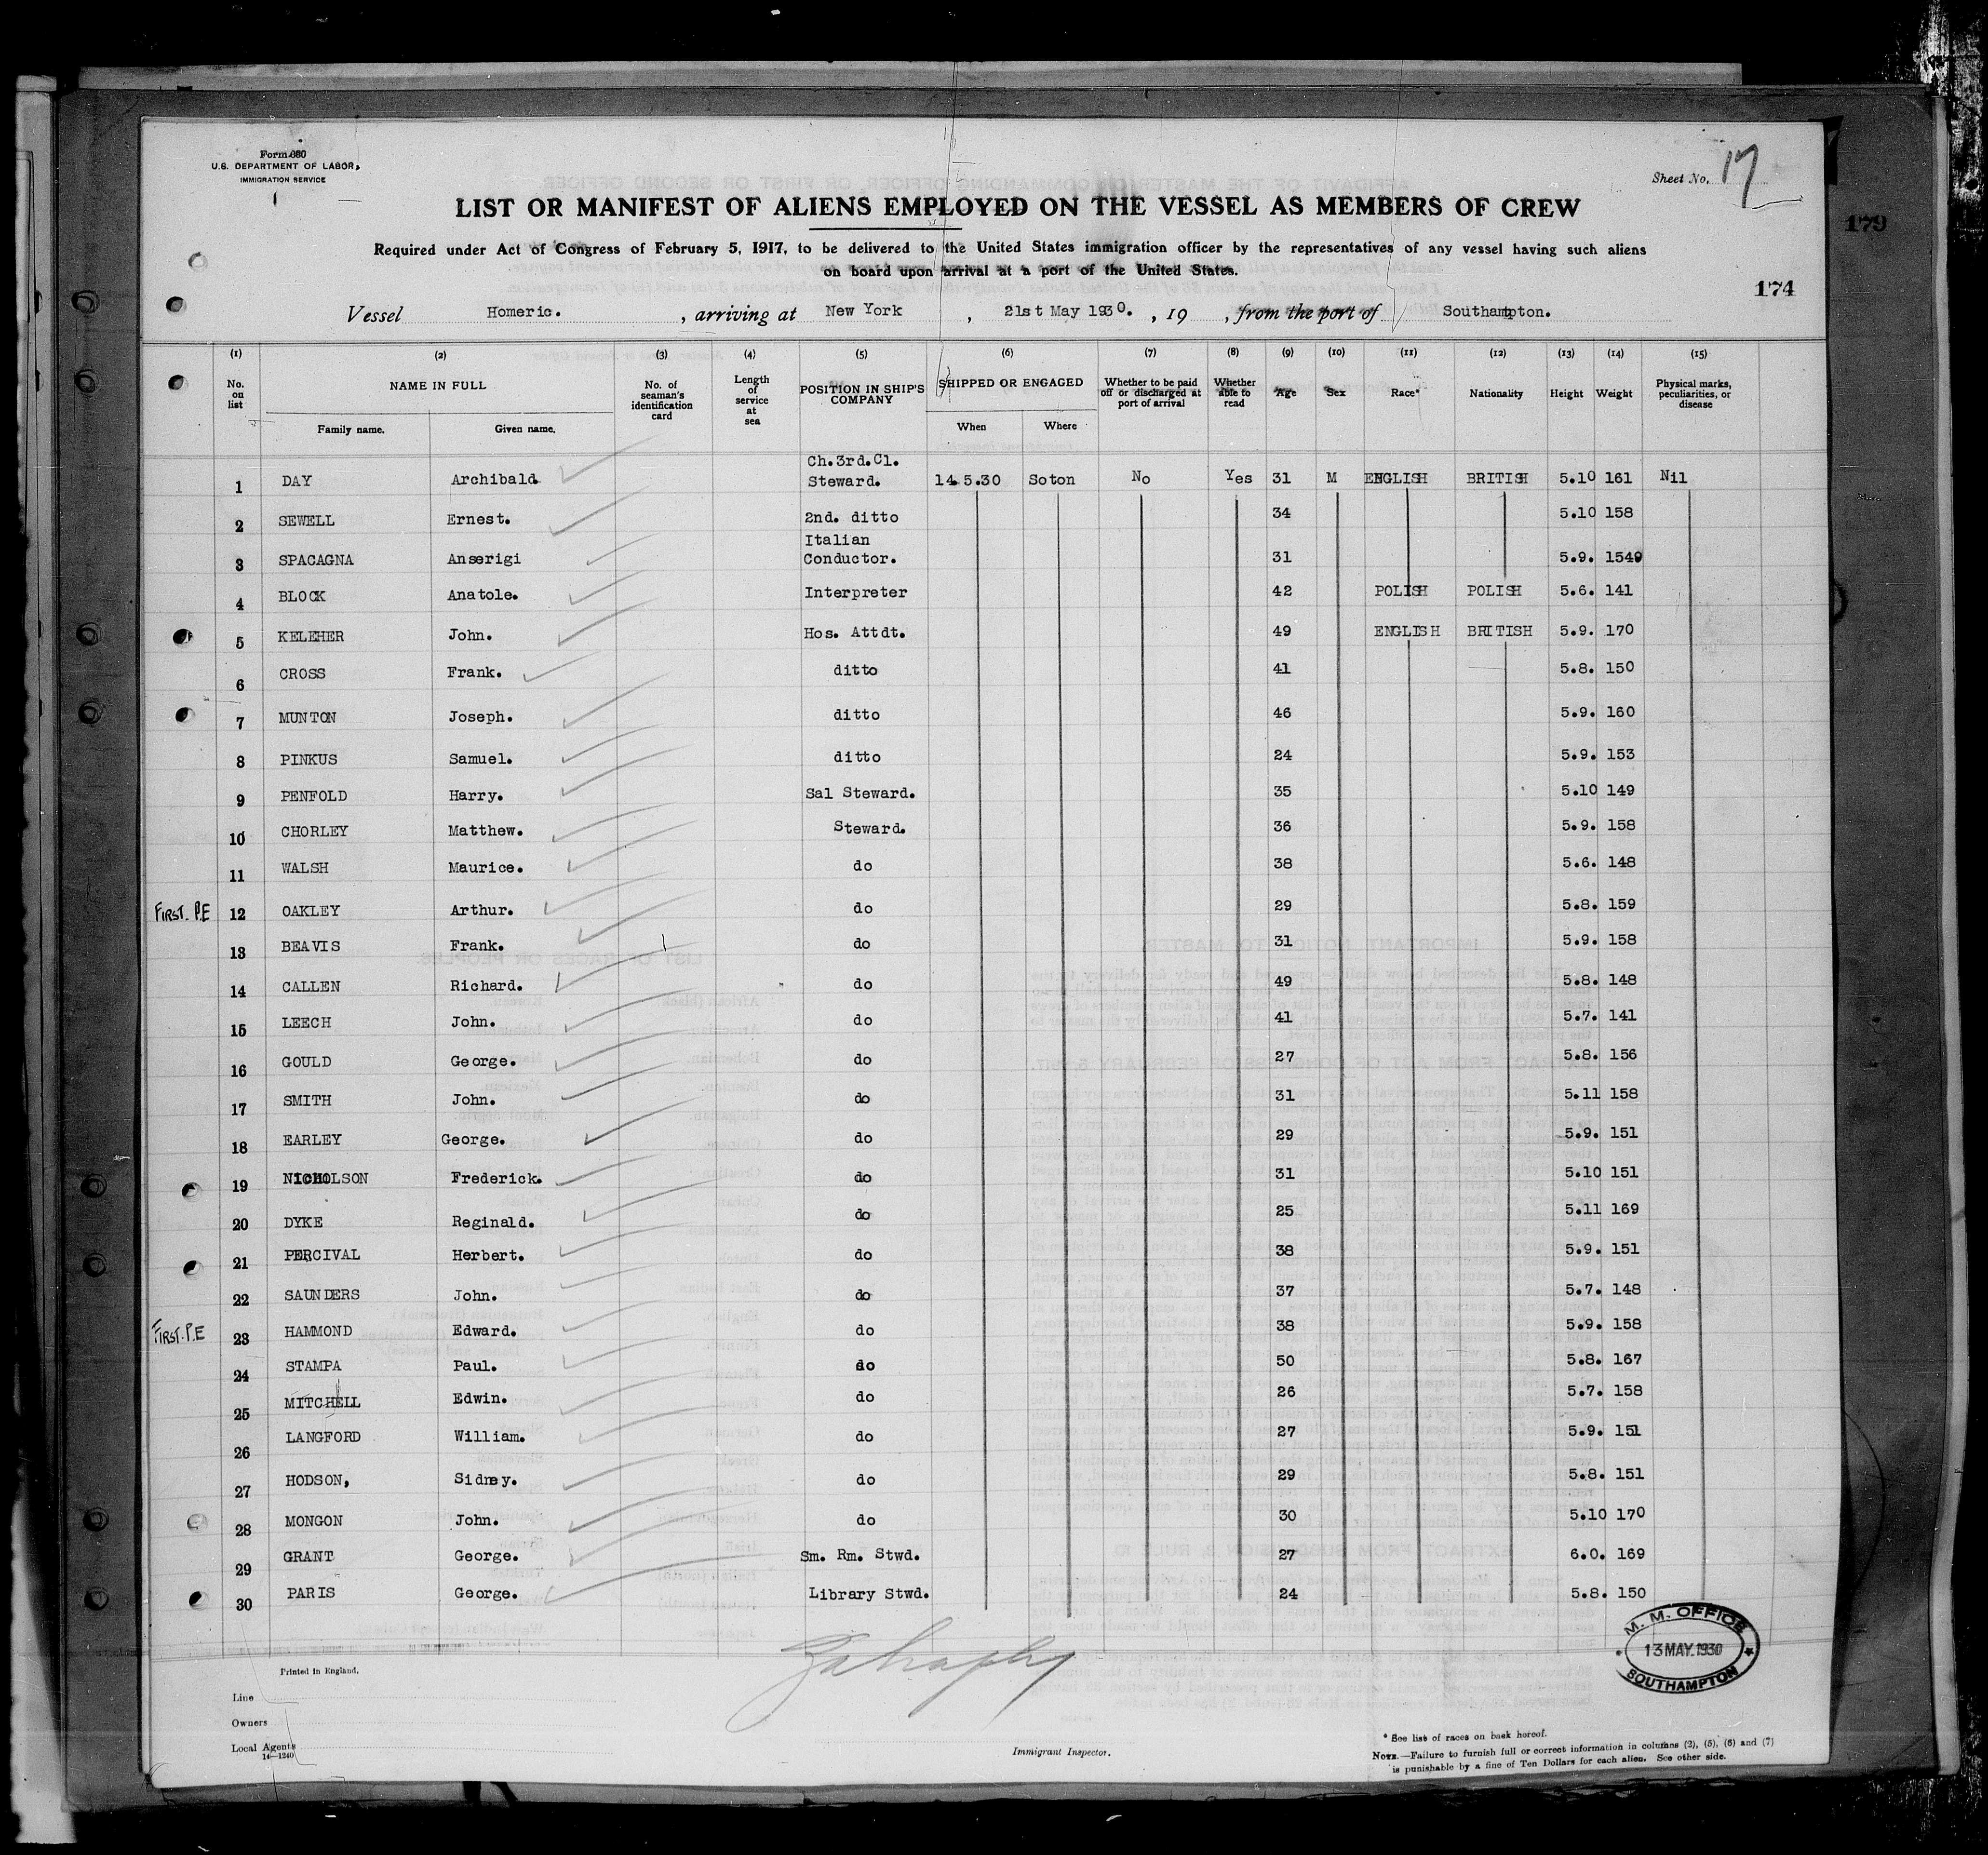 Form 680
U.S. DEPARTMENT OF LABOR,
IMMIGRATION SERVICE
Sheet No. 17
179
LIST OR MANIFEST OF ALIENS EMPLOYED ON THE VESSEL AS MEMBERS OF CREW
Required under Act of Congress of February 5, 1917, to be delivered to the United States immigration officer by the representatives of any vessel having such aliens
on board upon arrival at a port of the United States.
174
Vessel Homeric. , arriving at New York , 21st May 1930. , 19 , from the port of Southampton.
(1) (2) (3) (4) (5) (6) (7) (8) (9) (10) (11) (12) (13) (14) (15)
No. on list NAME IN FULL Family name. Given name. No. of seaman's identification card Length of service at sea POSITION IN SHIP'S COMPANY SHIPPED OR ENGAGED When Where Whether to be paid off or discharged at port of arrival Whether able to read Age Sex Race* Nationality Height Weight Physical marks, peculiarities, or disease
1 DAY Archibald Ch.3rd.Cl. Steward. 14.5.30 Soton No Yes 31 M ENGLISH BRITISH 5.10 161 Nil
2 SEWELL Ernest. 2nd. ditto 34 5.10 158
3 SPACAGNA Anserigi Italian Conductor. 31 5.9. 154
4 BLOCK Anatole. Interpreter 42 POLISH POLISH 5.6. 141
5 KELEHER John. Hos. Attdt. 49 ENGLISH BRITISH 5.9. 170
6 CROSS Frank. ditto 41 5.8. 150
7 MUNTON Joseph. ditto 46 5.9. 160
8 PINKUS Samuel. ditto 24 5.9. 153
9 PENFOLD Harry. Sal Steward. 35 5.10 149
10 CHORLEY Matthew. Steward. 36 5.9. 158
11 WALSH Maurice. do 38 5.6. 148
FIRST. P.E 12 OAKLEY Arthur. do 29 5.8. 159
13 BEAVIS Frank. do 31 5.9. 158
14 CALLEN Richard. do 49 5.8. 148
15 LEECH John. do 41 5.7. 141
16 GOULD George. do 27 5.8. 156
17 SMITH John. do 31 5.11 158
18 EARLEY George. do 29 5.9. 151
19 NICHOLSON Frederick. do 31 5.10 151
20 DYKE Reginald. do 25 5.11 169
21 PERCIVAL Herbert. do 38 5.9. 151
22 SAUNDERS John. do 37 5.7. 148
FIRST. P.E 23 HAMMOND Edward. do 38 5.9. 158
24 STAMPA Paul. do 50 5.8. 167
25 MITCHELL Edwin. do 26 5.7. 158
26 LANGFORD William. do 27 5.9. 151
27 HODSON, Sidney. do 29 5.8. 151
28 MONGON John. do 30 5.10 170
29 GRANT George. Sm. Rm. Stwd. 27 6.0. 169
30 PARIS George. Library Stwd. 24 5.8. 150
M. M. OFFICE
13 MAY.1930
SOUTHAMPTON
Printed in England.
Line
Owners
Local Agents
14—1240
Immigrant Inspector.
* See list of races on back hereof.
NOTE.—Failure to furnish full or correct information in columns (2), (5), (6) and (7)
is punishable by a fine of Ten Dollars for each alien. See other side.